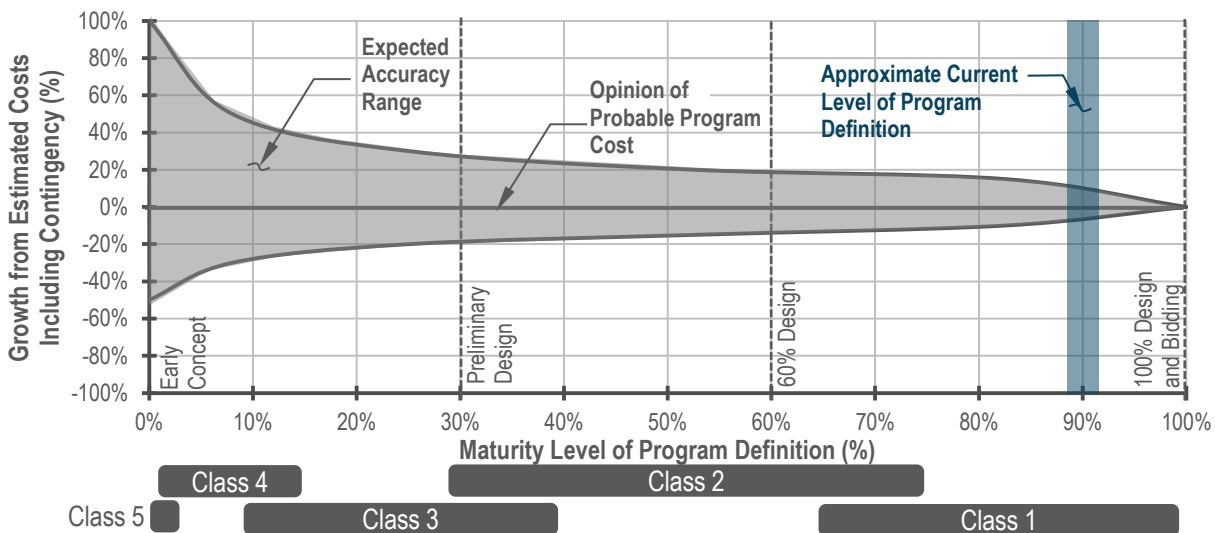 Growth from Estimated Costs
Including Contingency (%)
100%
80%
60%
40%
20%
0%
-20%
-40%
-60%
-80%
-100%
Expected
Accuracy
Range
Opinion of
Probable Program
Cost
Approximate Current
Level of Program
Definition
Early
Concept
Preliminary
Design
60% Design
100% Design
and Bidding
0%
10%
20%
30%
40%
50%
60%
70%
80%
90%
100%
Maturity Level of Program Definition (%)
Class 4
Class 2
Class 5
Class 3
Class 1